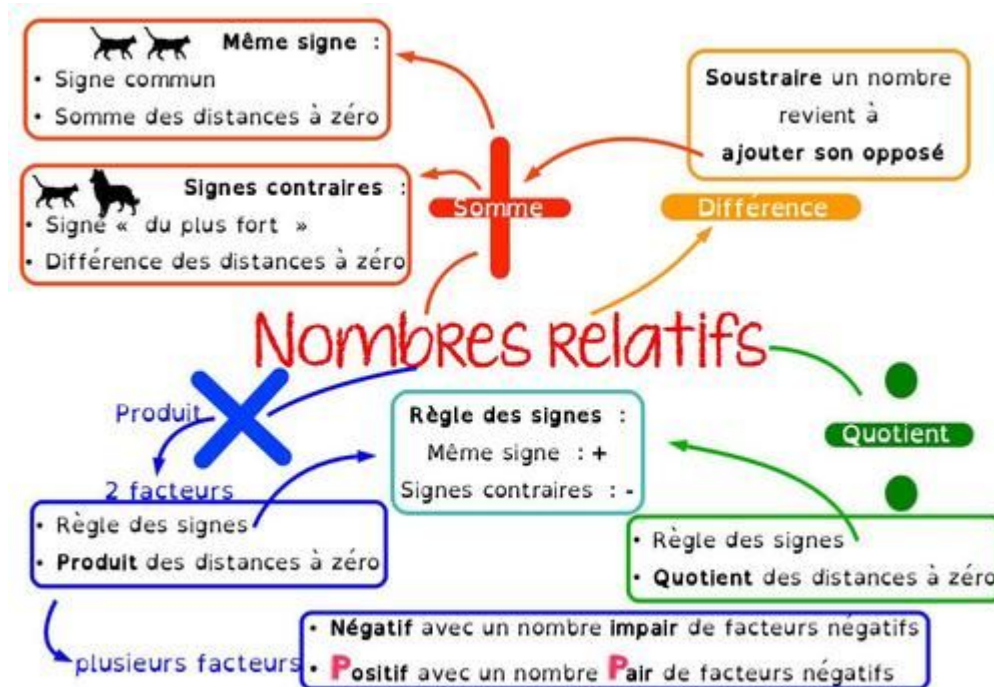 Même signe :
• Signe commun
• Somme des distances à zéro
Soustraire un nombre
revient à
ajouter son opposé
Signes contraires :
• Signe « du plus fort »
• Différence des distances à zéro
Somme
Différence
Nombres relatifs
Produit
Règle des signes :
Même signe : +
Signes contraires : -
Quotient
2 facteurs
• Règle des signes
• Produit des distances à zéro
• Règle des signes
• Quotient des distances à zéro
plusieurs facteurs
• Négatif avec un nombre impair de facteurs négatifs
• Positif avec un nombre Pair de facteurs négatifs